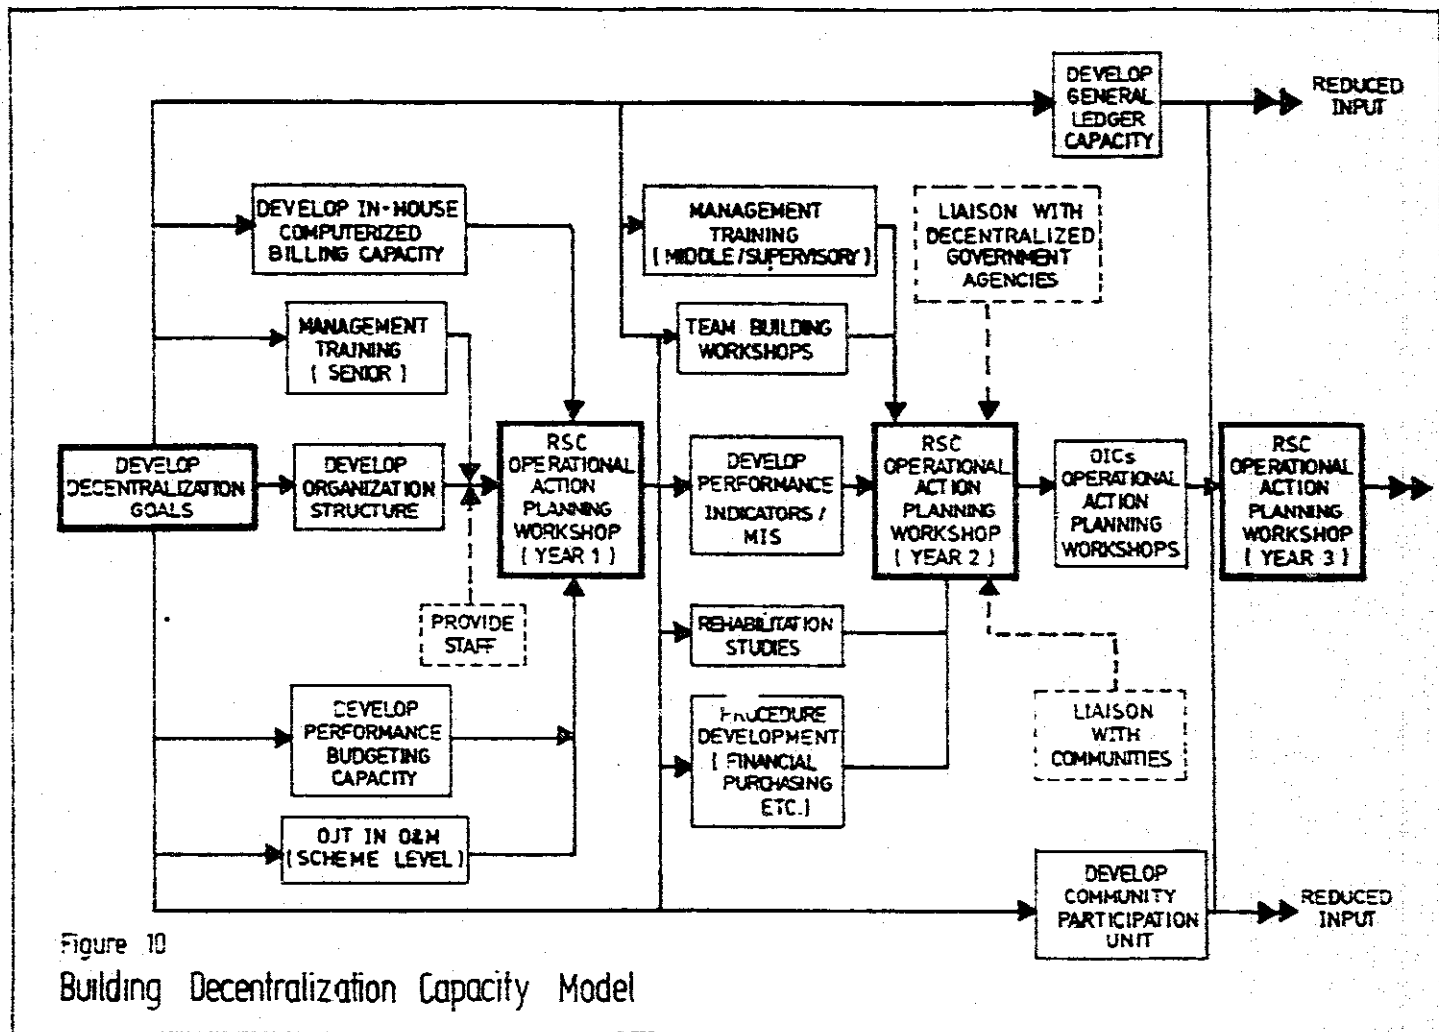 DEVELOP
GENERAL
LEDGER
CAPACITY
REDUCED
INPUT
DEVELOP IN-HOUSE
COMPUTERIZED
BILLING CAPACITY
MANAGEMENT
TRAINING
( MIDDLE/SUPERVISORY )
LIAISON WITH
DECENTRALIZED
GOVERNMENT
AGENCIES
MANAGEMENT
TRAINING
( SENIOR )
TEAM BUILDING
WORKSHOPS
DEVELOP
DECENTRALIZATION
GOALS
DEVELOP
ORGANIZATION
STRUCTURE
RSC
OPERATIONAL
ACTION
PLANNING
WORKSHOP
( YEAR 1 )
DEVELOP
PERFORMANCE
INDICATORS /
MIS
RSC
OPERATIONAL
ACTION
PLANNING
WORKSHOP
( YEAR 2 )
OICs
OPERATIONAL
ACTION
PLANNING
WORKSHOPS
RSC
OPERATIONAL
ACTION
PLANNING
WORKSHOP
( YEAR 3 )
PROVIDE
STAFF
REHABILITATION
STUDIES
DEVELOP
PERFORMANCE
BUDGETING
CAPACITY
PROCEDURE
DEVELOPMENT
( FINANCIAL
PURCHASING
ETC.)
LIAISON
WITH
COMMUNITIES
OJT IN O&M
( SCHEME LEVEL )
DEVELOP
COMMUNITY
PARTICIPATION
UNIT
REDUCED
INPUT
Figure 10
Building Decentralization Capacity Model